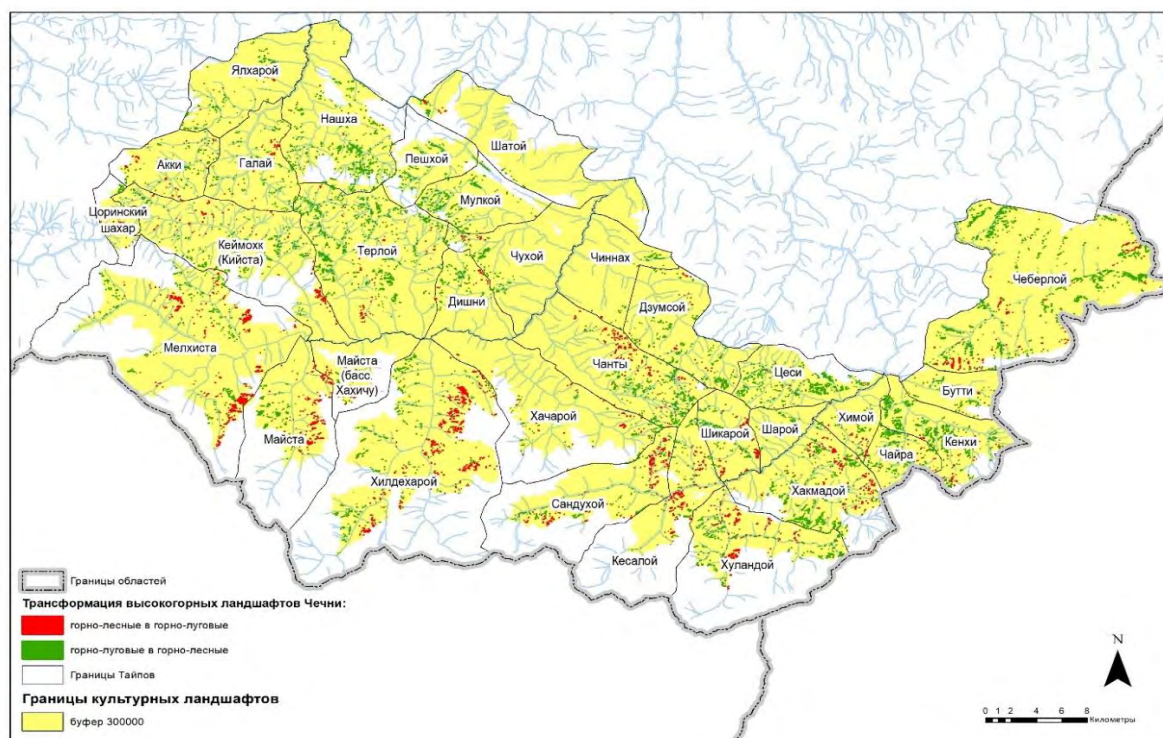 Ялхарой
Нашха
Шатой
Пешхой
Акки
Галай
Мулкой
Цоринский
шахар
Кеймохк
(Кийста)
Терлой
Чухой
Чиннах
Дишни
Дзумсой
Чеберлой
Мелхиста
Майста
(басс.
Хахичу)
Чанты
Цеси
Бутти
Майста
Хачарой
Шикарой
Шарой
Химой
Кенхи
Чайра
Хилдехарой
Хакмадой
Сандухой
Кесалой
Хуландой
Границы областей
Трансформация высокогорных ландшафтов Чечни:
горно-лесные в горно-луговые
горно-луговые в горно-лесные
Границы Тайпов
Границы культурных ландшафтов
буфер 300000
N
0 1 2 4 6 8
Километры